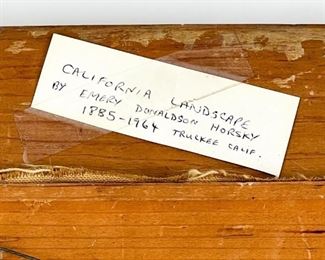 CALIFORNIA LANDSCAPE
BY EMERY DONALDSON HORSKY
1885-1964 TRUCKEE CALIF.